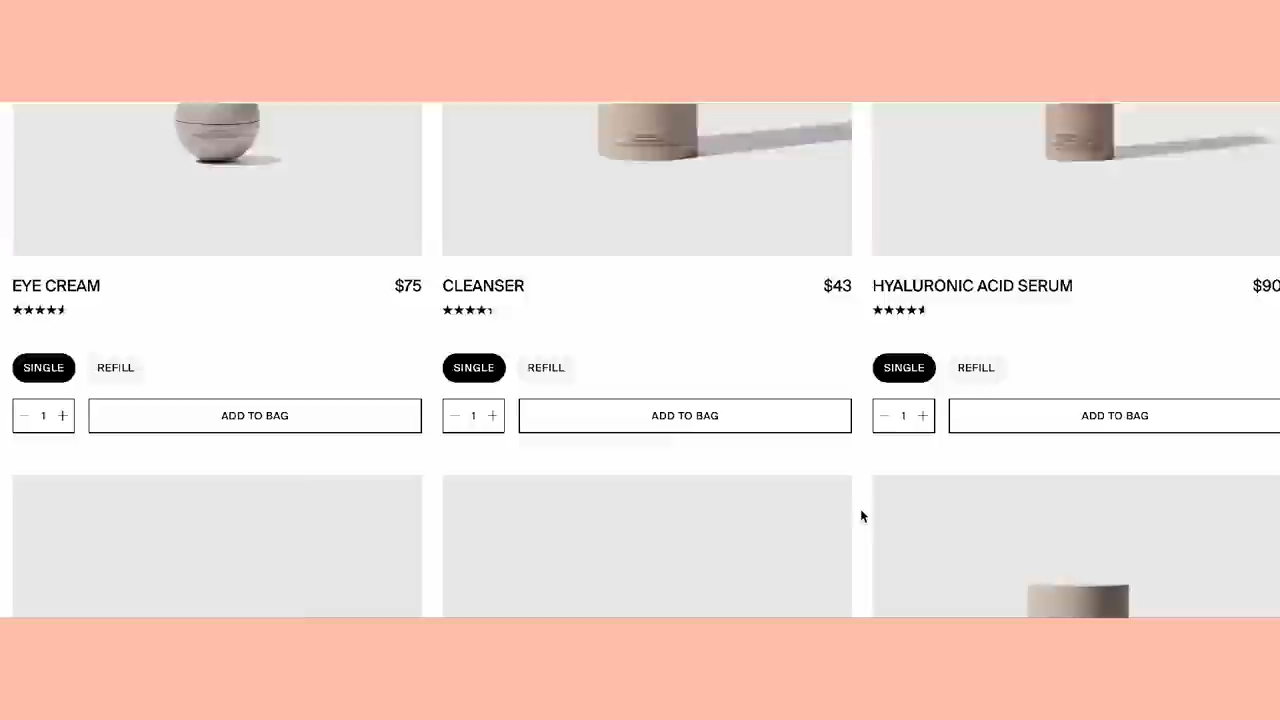 EYE CREAM $75 CLEANSER $43 HYALURONIC ACID SERUM $90
SINGLE REFILL SINGLE REFILL SINGLE REFILL
1 ADD TO BAG 1 ADD TO BAG 1 ADD TO BAG